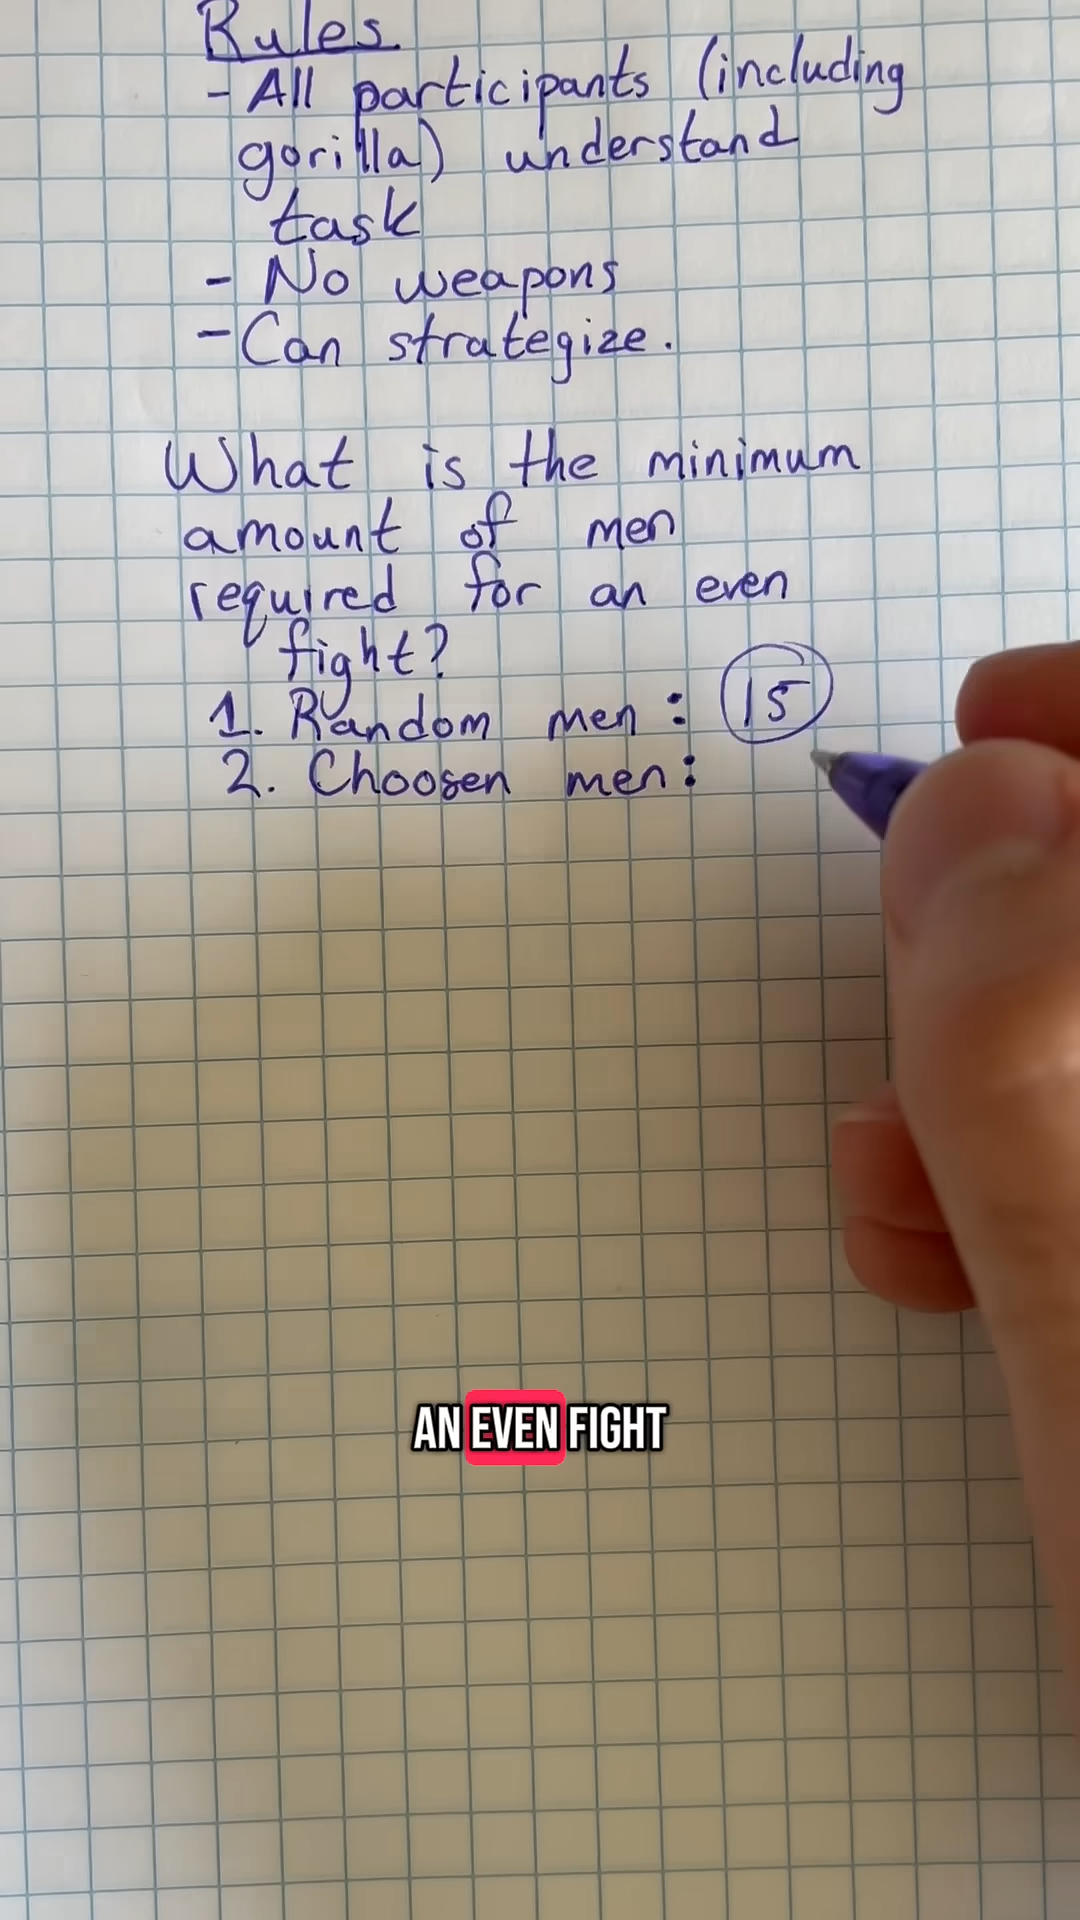 Rules
- All participants (including
gorilla) understand
task
- No weapons
- Can strategize.
What is the minimum
amount of men
required for an even
fight?
1. Random men : 15
2. Choosen men :
AN EVEN FIGHT